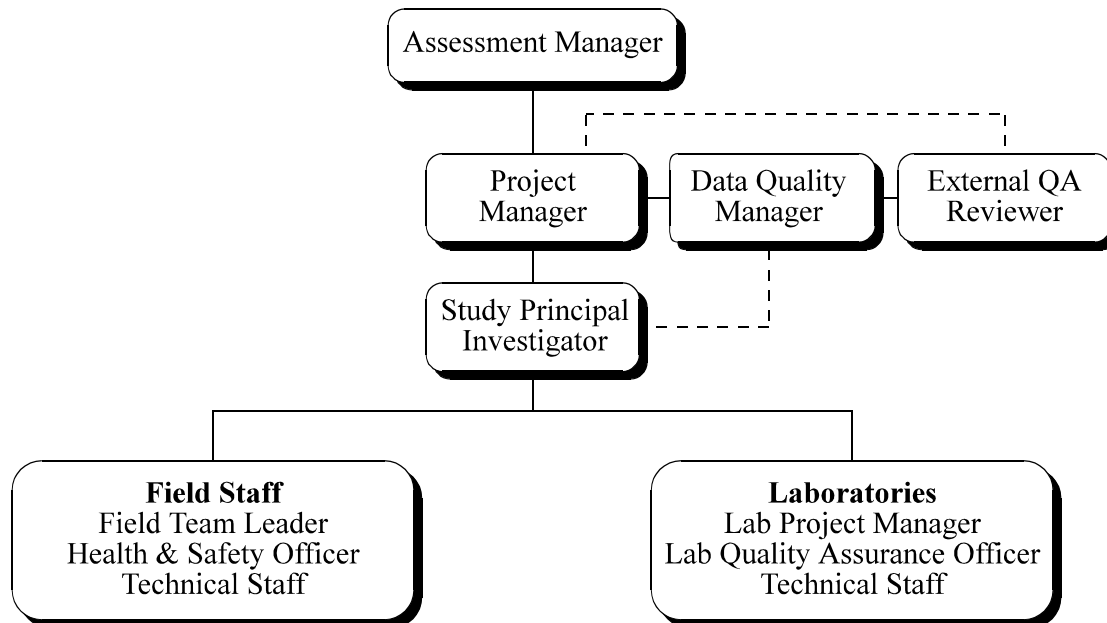 Assessment Manager
Project
Manager
Data Quality
Manager
External QA
Reviewer
Study Principal
Investigator
Field Staff
Field Team Leader
Health & Safety Officer
Technical Staff
Laboratories
Lab Project Manager
Lab Quality Assurance Officer
Technical Staff